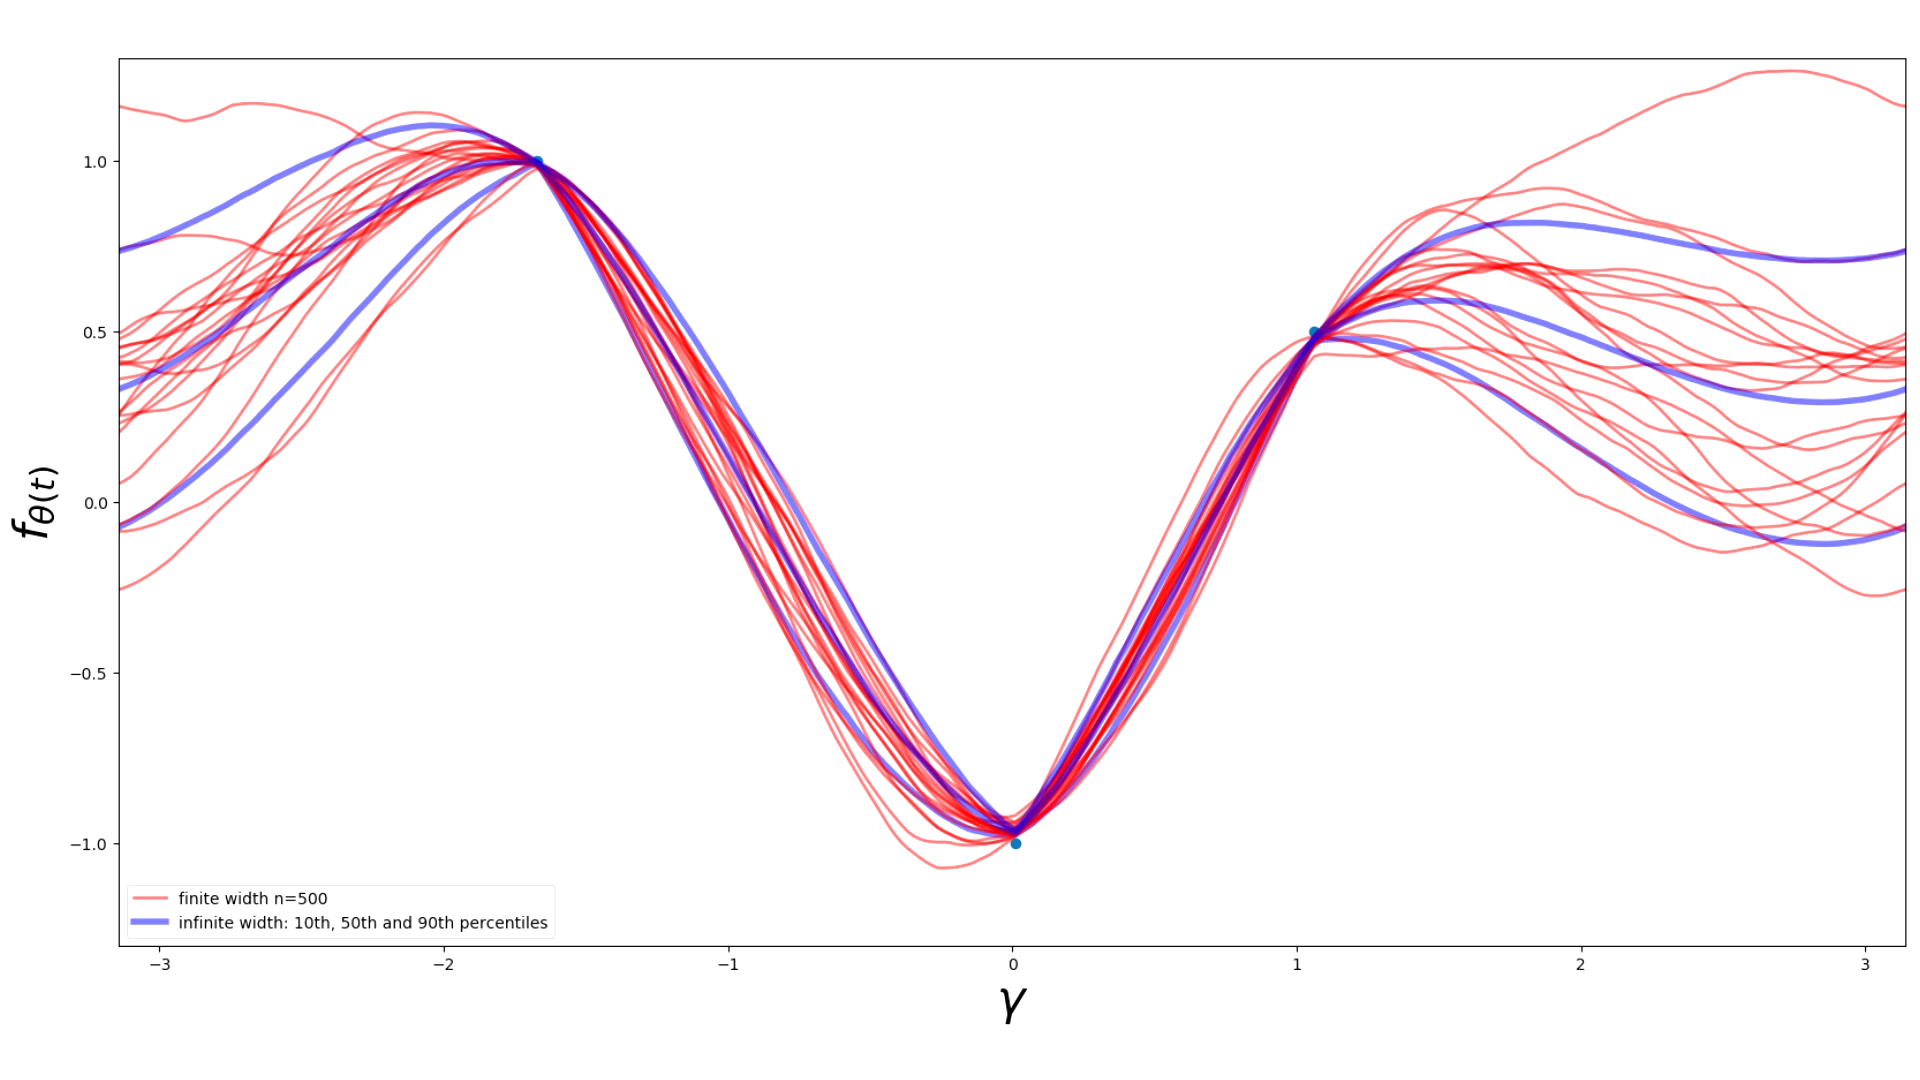 fθ(t)
1.0
0.5
0.0
−0.5
−1.0
finite width n=500
infinite width: 10th, 50th and 90th percentiles
−3 −2 −1 0 1 2 3
γ